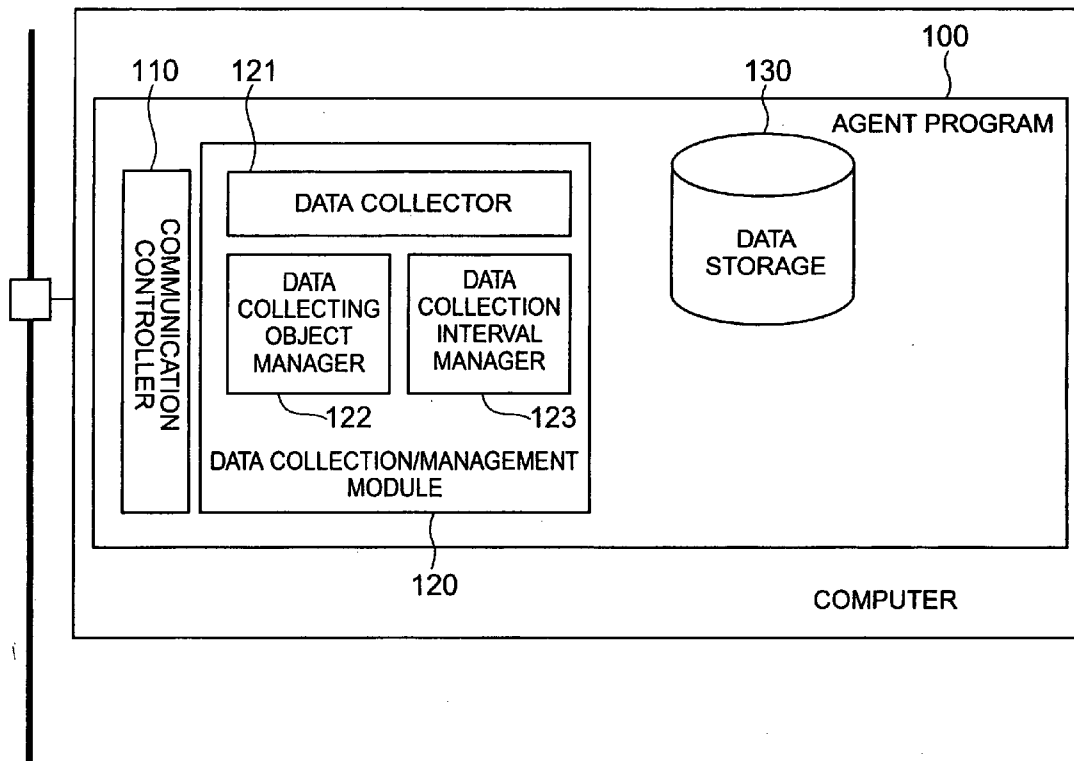 100
110
121
130
AGENT PROGRAM
COMMUNICATION
CONTROLLER
DATA COLLECTOR
DATA
STORAGE
DATA
COLLECTING
OBJECT
MANAGER
DATA
COLLECTION
INTERVAL
MANAGER
122
123
DATA COLLECTION/MANAGEMENT
MODULE
120
COMPUTER